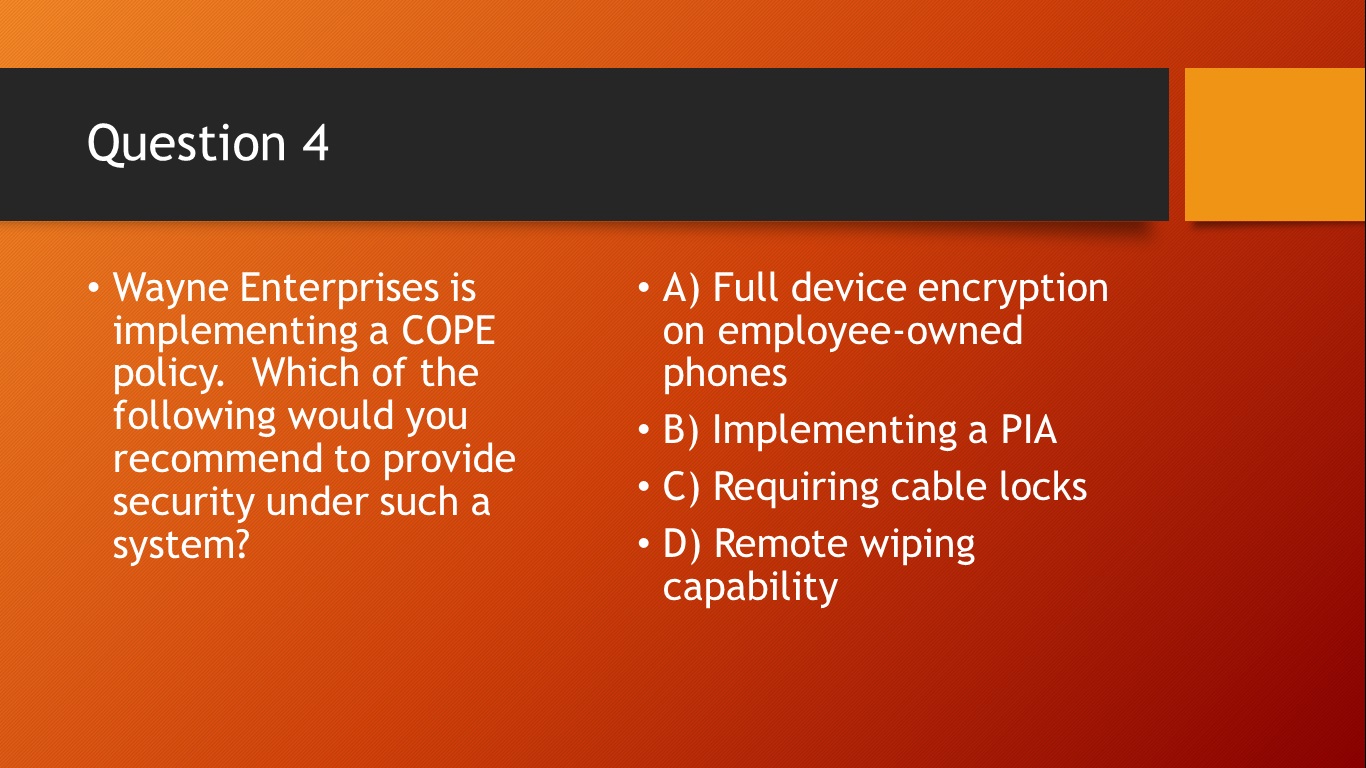 Question 4
• Wayne Enterprises is
implementing a COPE
policy.  Which of the
following would you
recommend to provide
security under such a
system?
• A) Full device encryption
on employee-owned
phones
• B) Implementing a PIA
• C) Requiring cable locks
• D) Remote wiping
capability